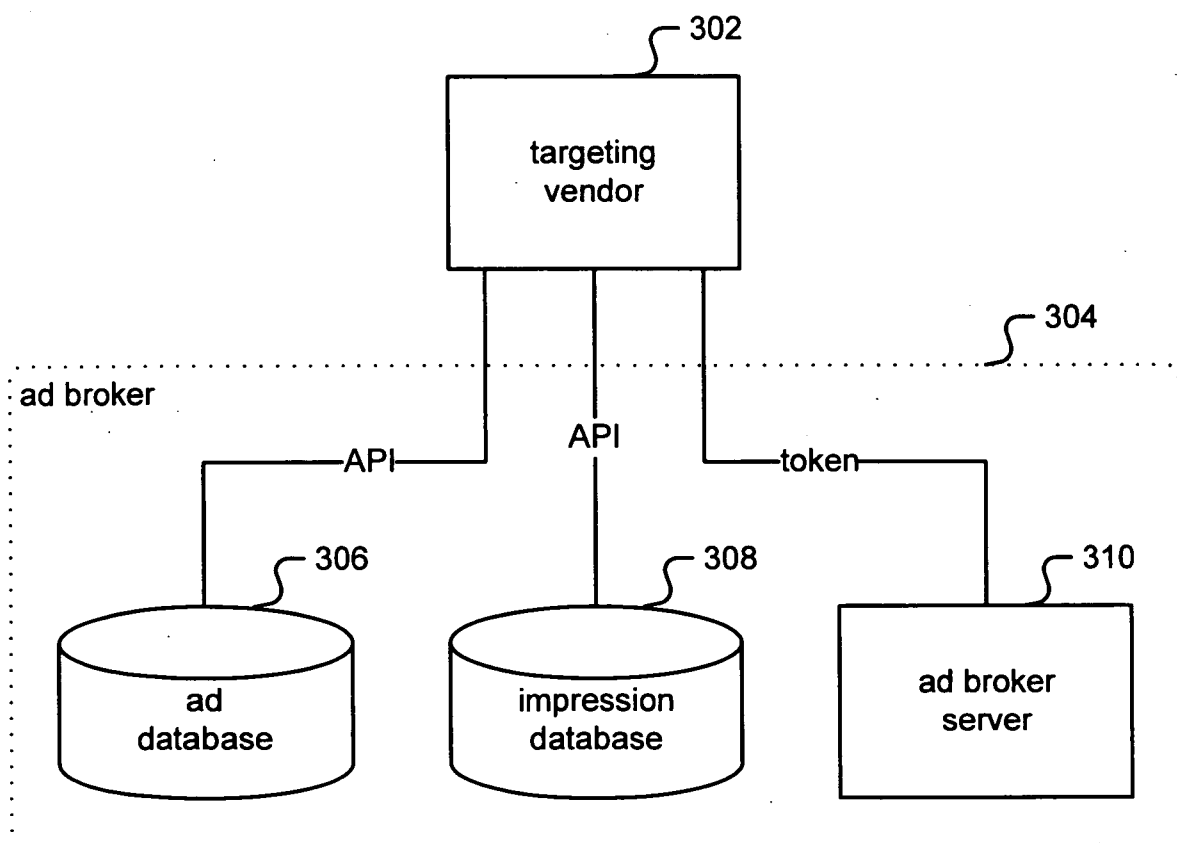 302
targeting
vendor
304
ad broker
API
API
token
306
308
310
ad
database
impression
database
ad broker
server